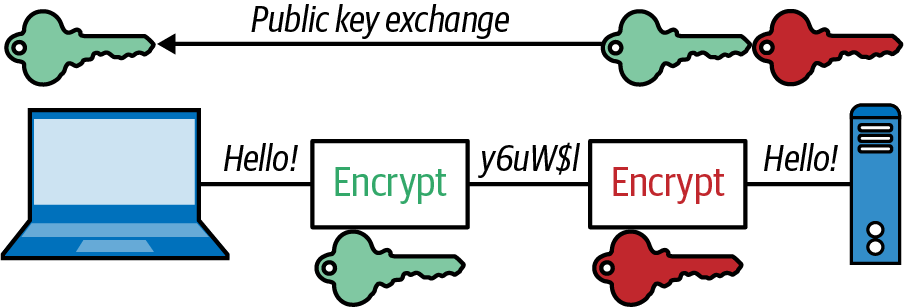 Public key exchange
Hello!
Encrypt
y6uW$l
Encrypt
Hello!